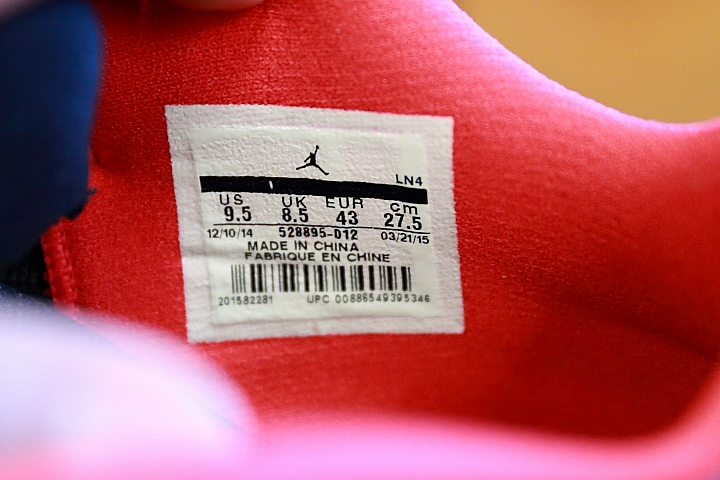 LN4
US UK EUR cm
9.5 8.5 43 27.5
12/10/14 528895-012 03/21/15
MADE IN CHINA
FABRIQUE EN CHINE
201582281 UPC 00886549395346